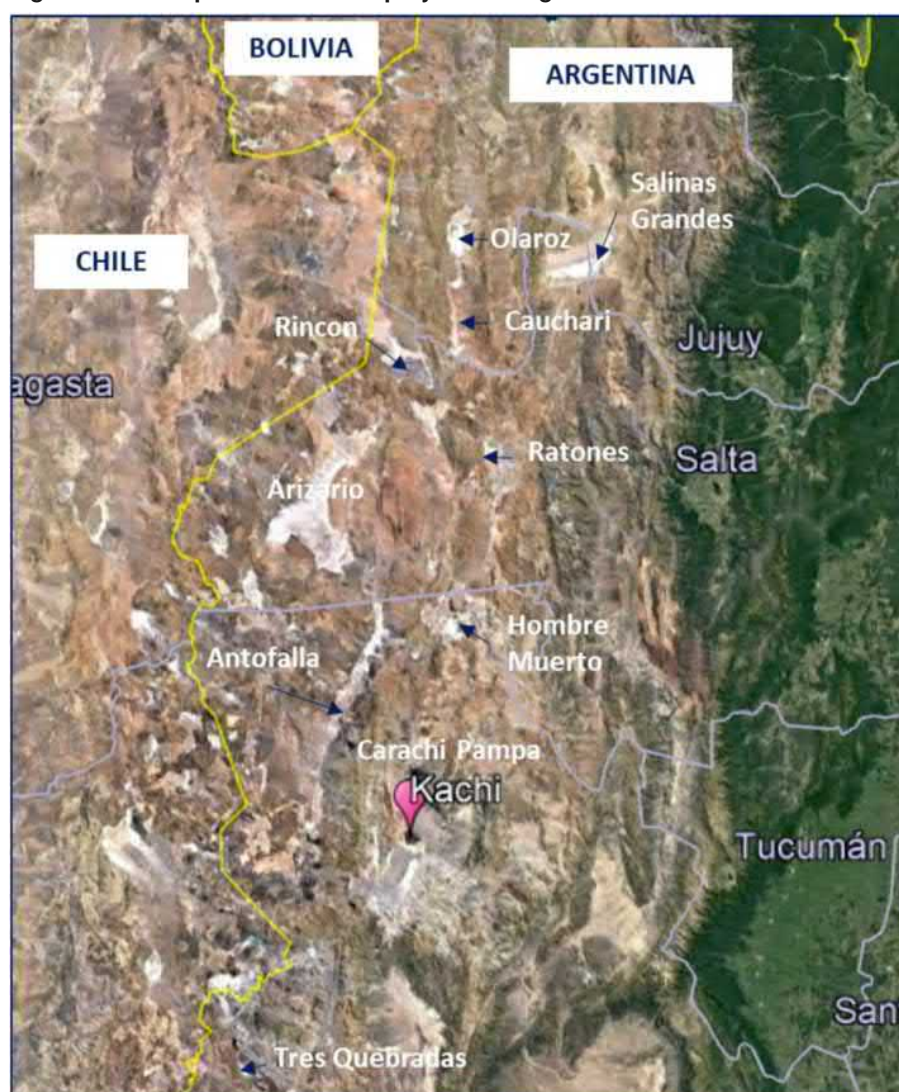 BOLIVIA
ARGENTINA
Salinas
Grandes
Olaroz
CHILE
Rincon
Cauchari
Jujuy
agasta
Ratones
Salta
Arizario
Hombre
Muerto
Antofalla
Carachi Pampa
Kachi
Tucumán
San
Tres Quebradas